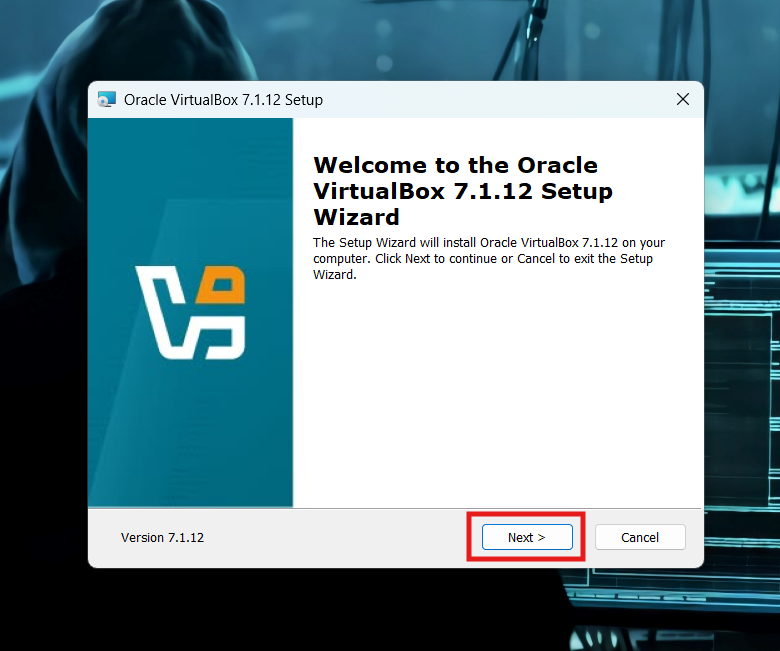 Oracle VirtualBox 7.1.12 Setup
Welcome to the Oracle
VirtualBox 7.1.12 Setup
Wizard
The Setup Wizard will install Oracle VirtualBox 7.1.12 on your
computer. Click Next to continue or Cancel to exit the Setup
Wizard.
Version 7.1.12
Next >
Cancel